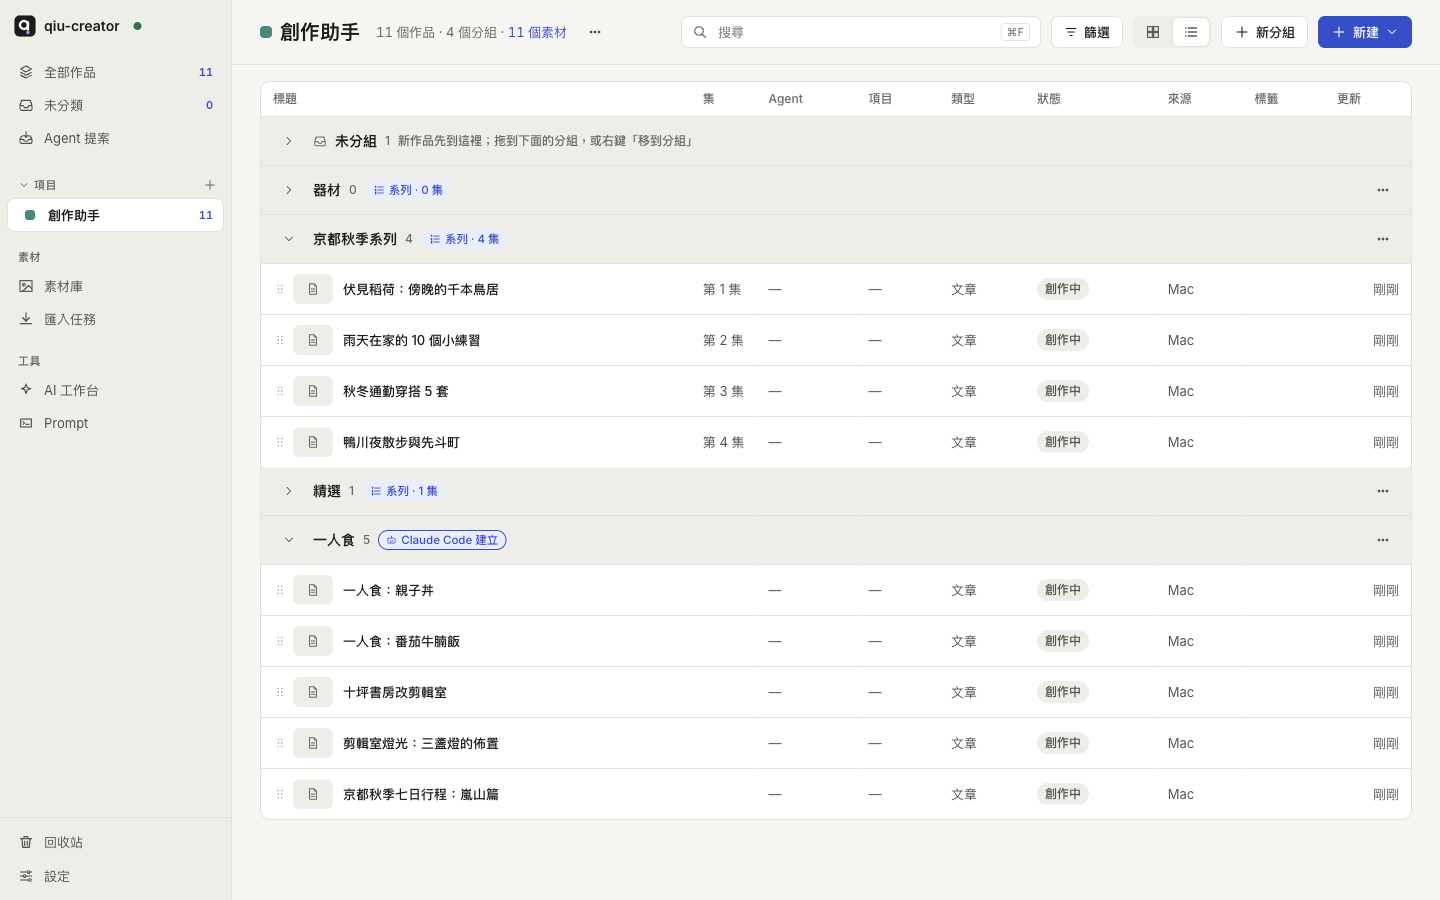 qiu-creator
全部作品 11
未分類 0
Agent 提案
項目
創作助手 11
素材
素材庫
匯入任務
工具
AI 工作台
Prompt
回收站
設定
創作助手 11 個作品 · 4 個分組 · 11 個素材 搜尋 ⌘F 篩選 新分組 新建
標題 集 Agent 項目 類型 狀態 來源 標籤 更新
未分組 1 新作品先到這裡；拖到下面的分組，或右鍵「移到分組」
器材 0 系列 · 0 集
京都秋季系列 4 系列 · 4 集
伏見稻荷：傍晚的千本鳥居 第 1 集 — — 文章 創作中 Mac 剛剛
雨天在家的 10 個小練習 第 2 集 — — 文章 創作中 Mac 剛剛
秋冬通勤穿搭 5 套 第 3 集 — — 文章 創作中 Mac 剛剛
鴨川夜散步與先斗町 第 4 集 — — 文章 創作中 Mac 剛剛
精選 1 系列 · 1 集
一人食 5 Claude Code 建立
一人食：親子丼 — — 文章 創作中 Mac 剛剛
一人食：番茄牛腩飯 — — 文章 創作中 Mac 剛剛
十坪書房改剪輯室 — — 文章 創作中 Mac 剛剛
剪輯室燈光：三盞燈的佈置 — — 文章 創作中 Mac 剛剛
京都秋季七日行程：嵐山篇 — — 文章 創作中 Mac 剛剛